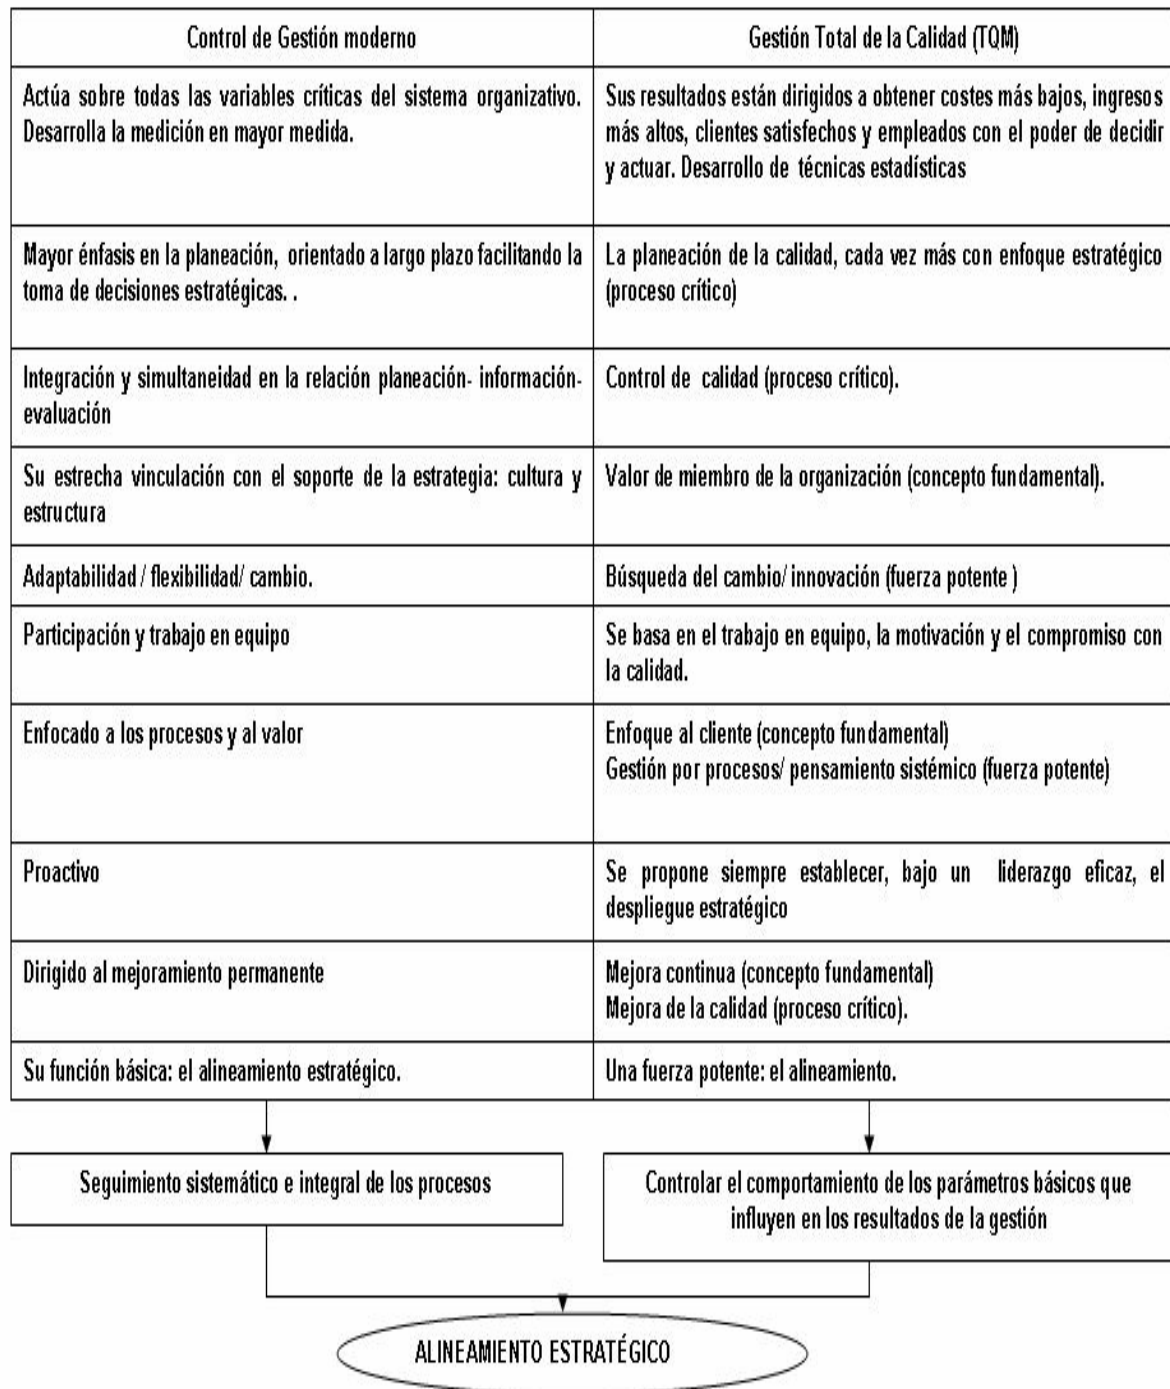 Control de Gestión moderno
Gestión Total de la Calidad (TQM)
Actúa sobre todas las variables críticas del sistema organizativo.
Desarrolla la medición en mayor medida.
Sus resultados están dirigidos a obtener costes más bajos, ingresos
más altos, clientes satisfechos y empleados con el poder de decidir
y actuar. Desarrollo de técnicas estadísticas
Mayor énfasis en la planeación, orientado a largo plazo facilitando la
toma de decisiones estratégicas. .
La planeación de la calidad, cada vez más con enfoque estratégico
(proceso crítico)
Integración y simultaneidad en la relación planeación- información-
evaluación
Control de calidad (proceso crítico).
Su estrecha vinculación con el soporte de la estrategia: cultura y
estructura
Valor de miembro de la organización (concepto fundamental).
Adaptabilidad / flexibilidad/ cambio.
Búsqueda del cambio/ innovación (fuerza potente )
Participación y trabajo en equipo
Se basa en el trabajo en equipo, la motivación y el compromiso con
la calidad.
Enfocado a los procesos y al valor
Enfoque al cliente (concepto fundamental)
Gestión por procesos/ pensamiento sistémico (fuerza potente)
Proactivo
Se propone siempre establecer, bajo un liderazgo eficaz, el
despliegue estratégico
Dirigido al mejoramiento permanente
Mejora continua (concepto fundamental)
Mejora de la calidad (proceso crítico).
Su función básica: el alineamiento estratégico.
Una fuerza potente: el alineamiento.
Seguimiento sistemático e integral de los procesos
Controlar el comportamiento de los parámetros básicos que
influyen en los resultados de la gestión
ALINEAMIENTO ESTRATÉGICO